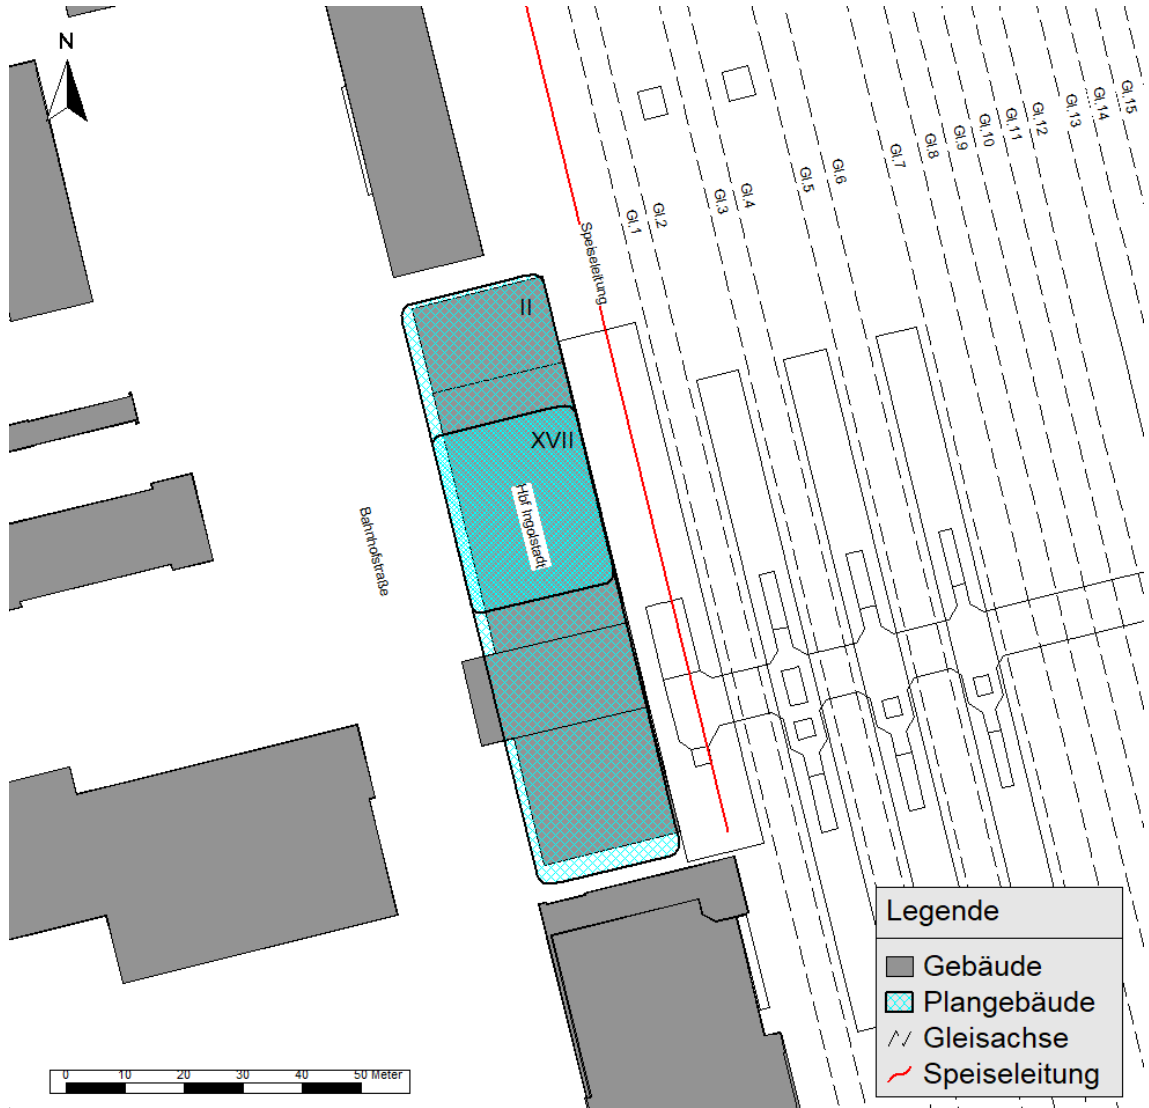 N
Gl.1
Gl.2
Gl.3
Gl.4
Gl.5
Gl.6
Gl.7
Gl.8
Gl.9
Gl.10
Gl.11
Gl.12
Gl.13
Gl.14
Gl.15
Speiseleitung
II
XVII
Hbf Ingolstadt
Bahnhofstraße
Legende
Gebäude
Plangebäude
Gleisachse
Speiseleitung
0 10 20 30 40 50 Meter